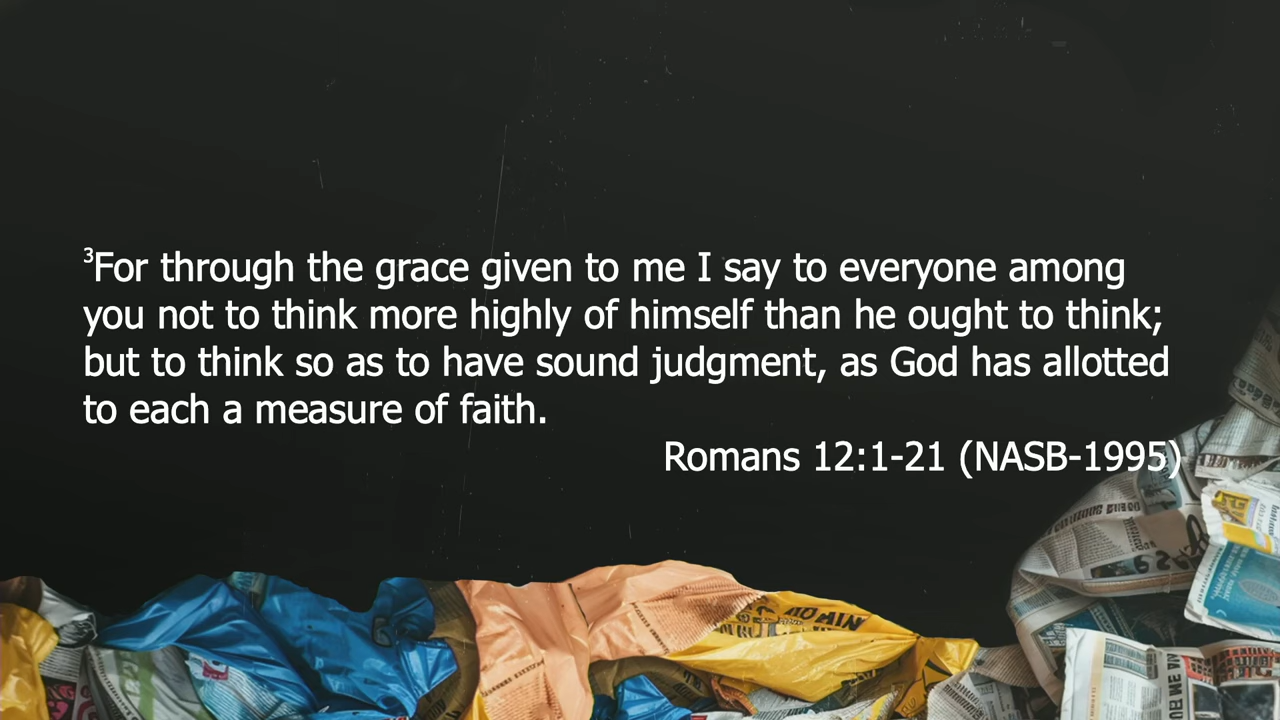 ³For through the grace given to me I say to everyone among
you not to think more highly of himself than he ought to think;
but to think so as to have sound judgment, as God has allotted
to each a measure of faith.
Romans 12:1-21 (NASB-1995)